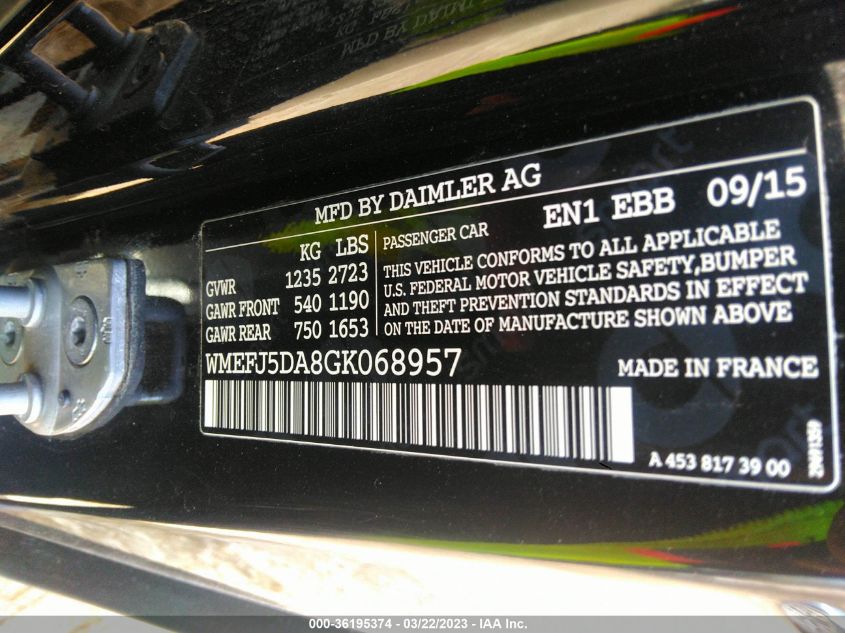 MFD BY DAIMLER AG
EN1 EBB 09/15
KG LBS
GVWR 1235 2723
GAWR FRONT 540 1190
GAWR REAR 750 1653
PASSENGER CAR
THIS VEHICLE CONFORMS TO ALL APPLICABLE
U.S. FEDERAL MOTOR VEHICLE SAFETY,BUMPER
AND THEFT PREVENTION STANDARDS IN EFFECT
ON THE DATE OF MANUFACTURE SHOWN ABOVE
WMEFJ5DA8GK068957
MADE IN FRANCE
A 453 817 39 00
smart
000-36195374 - 03/22/2023 - IAA Inc.